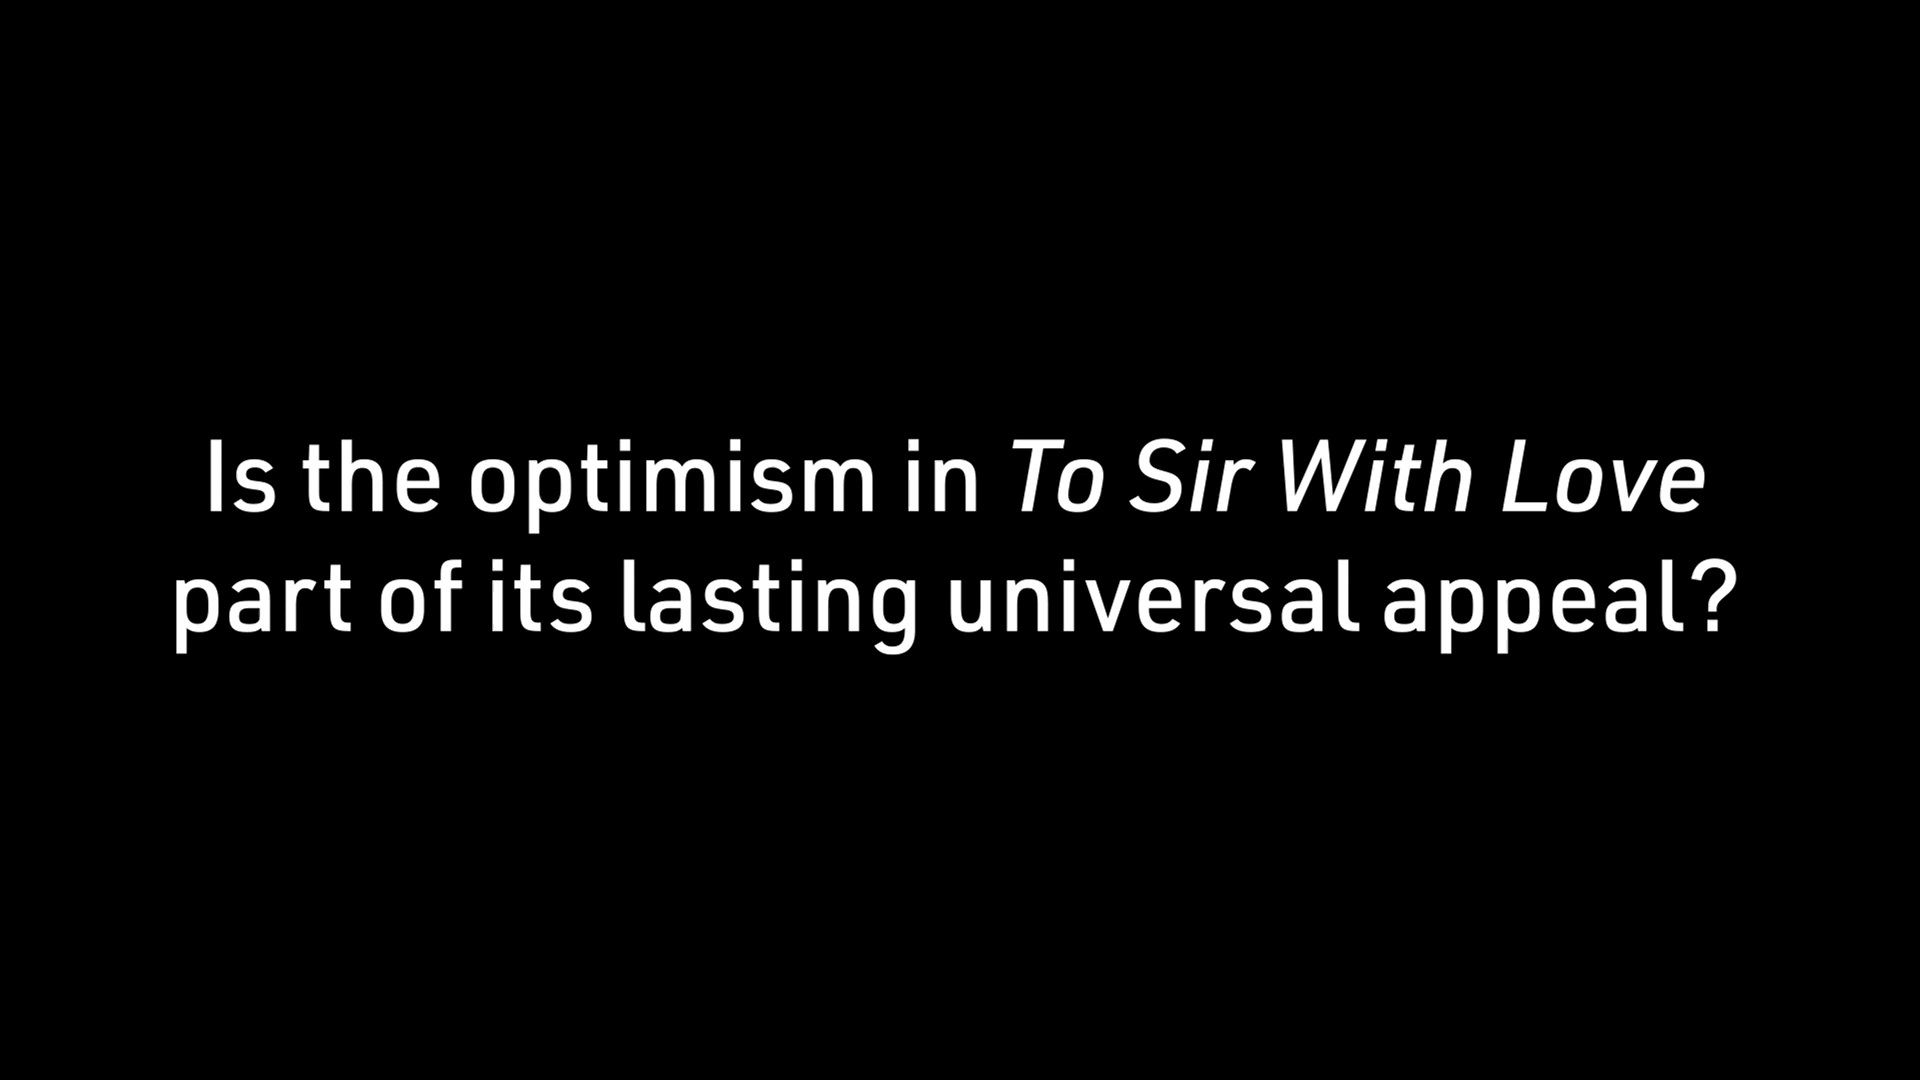 Is the optimism in To Sir With Love
part of its lasting universal appeal?